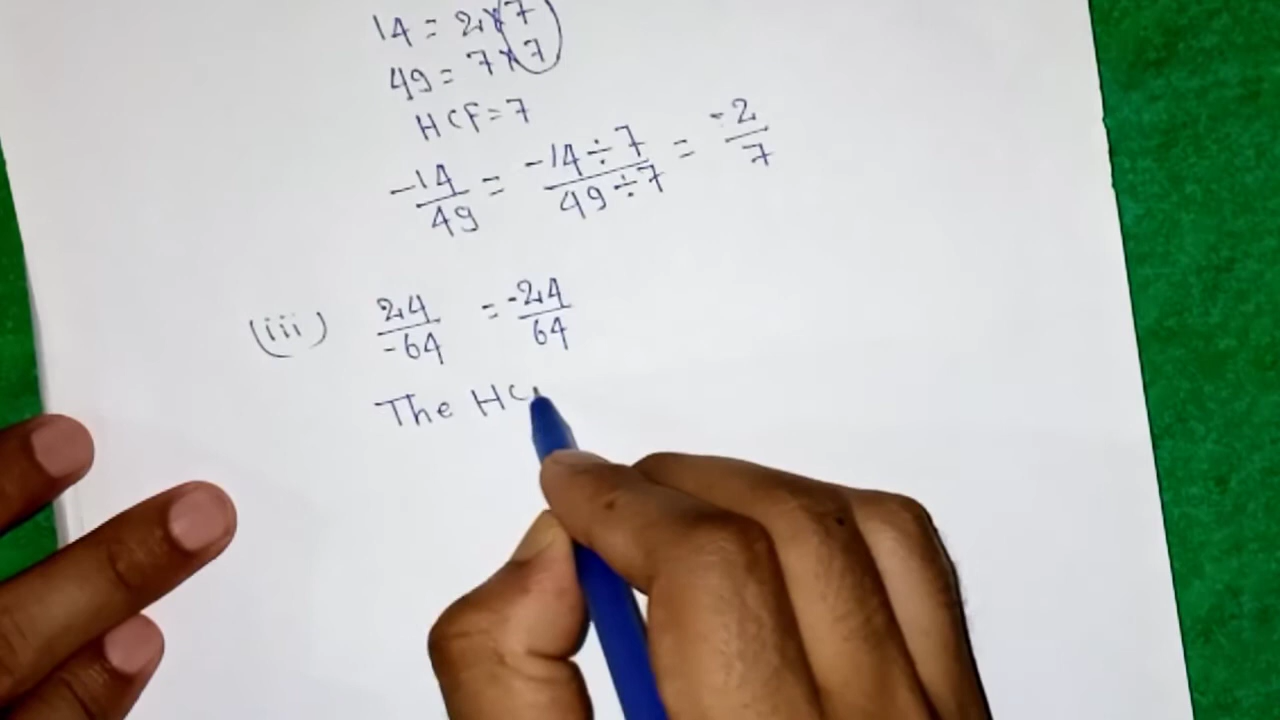 14 = 2×7
49 = 7×7
HCF = 7
-14/49 = -14÷7/49÷7 = -2/7
(iii) 24/-64 = -24/64
The HC